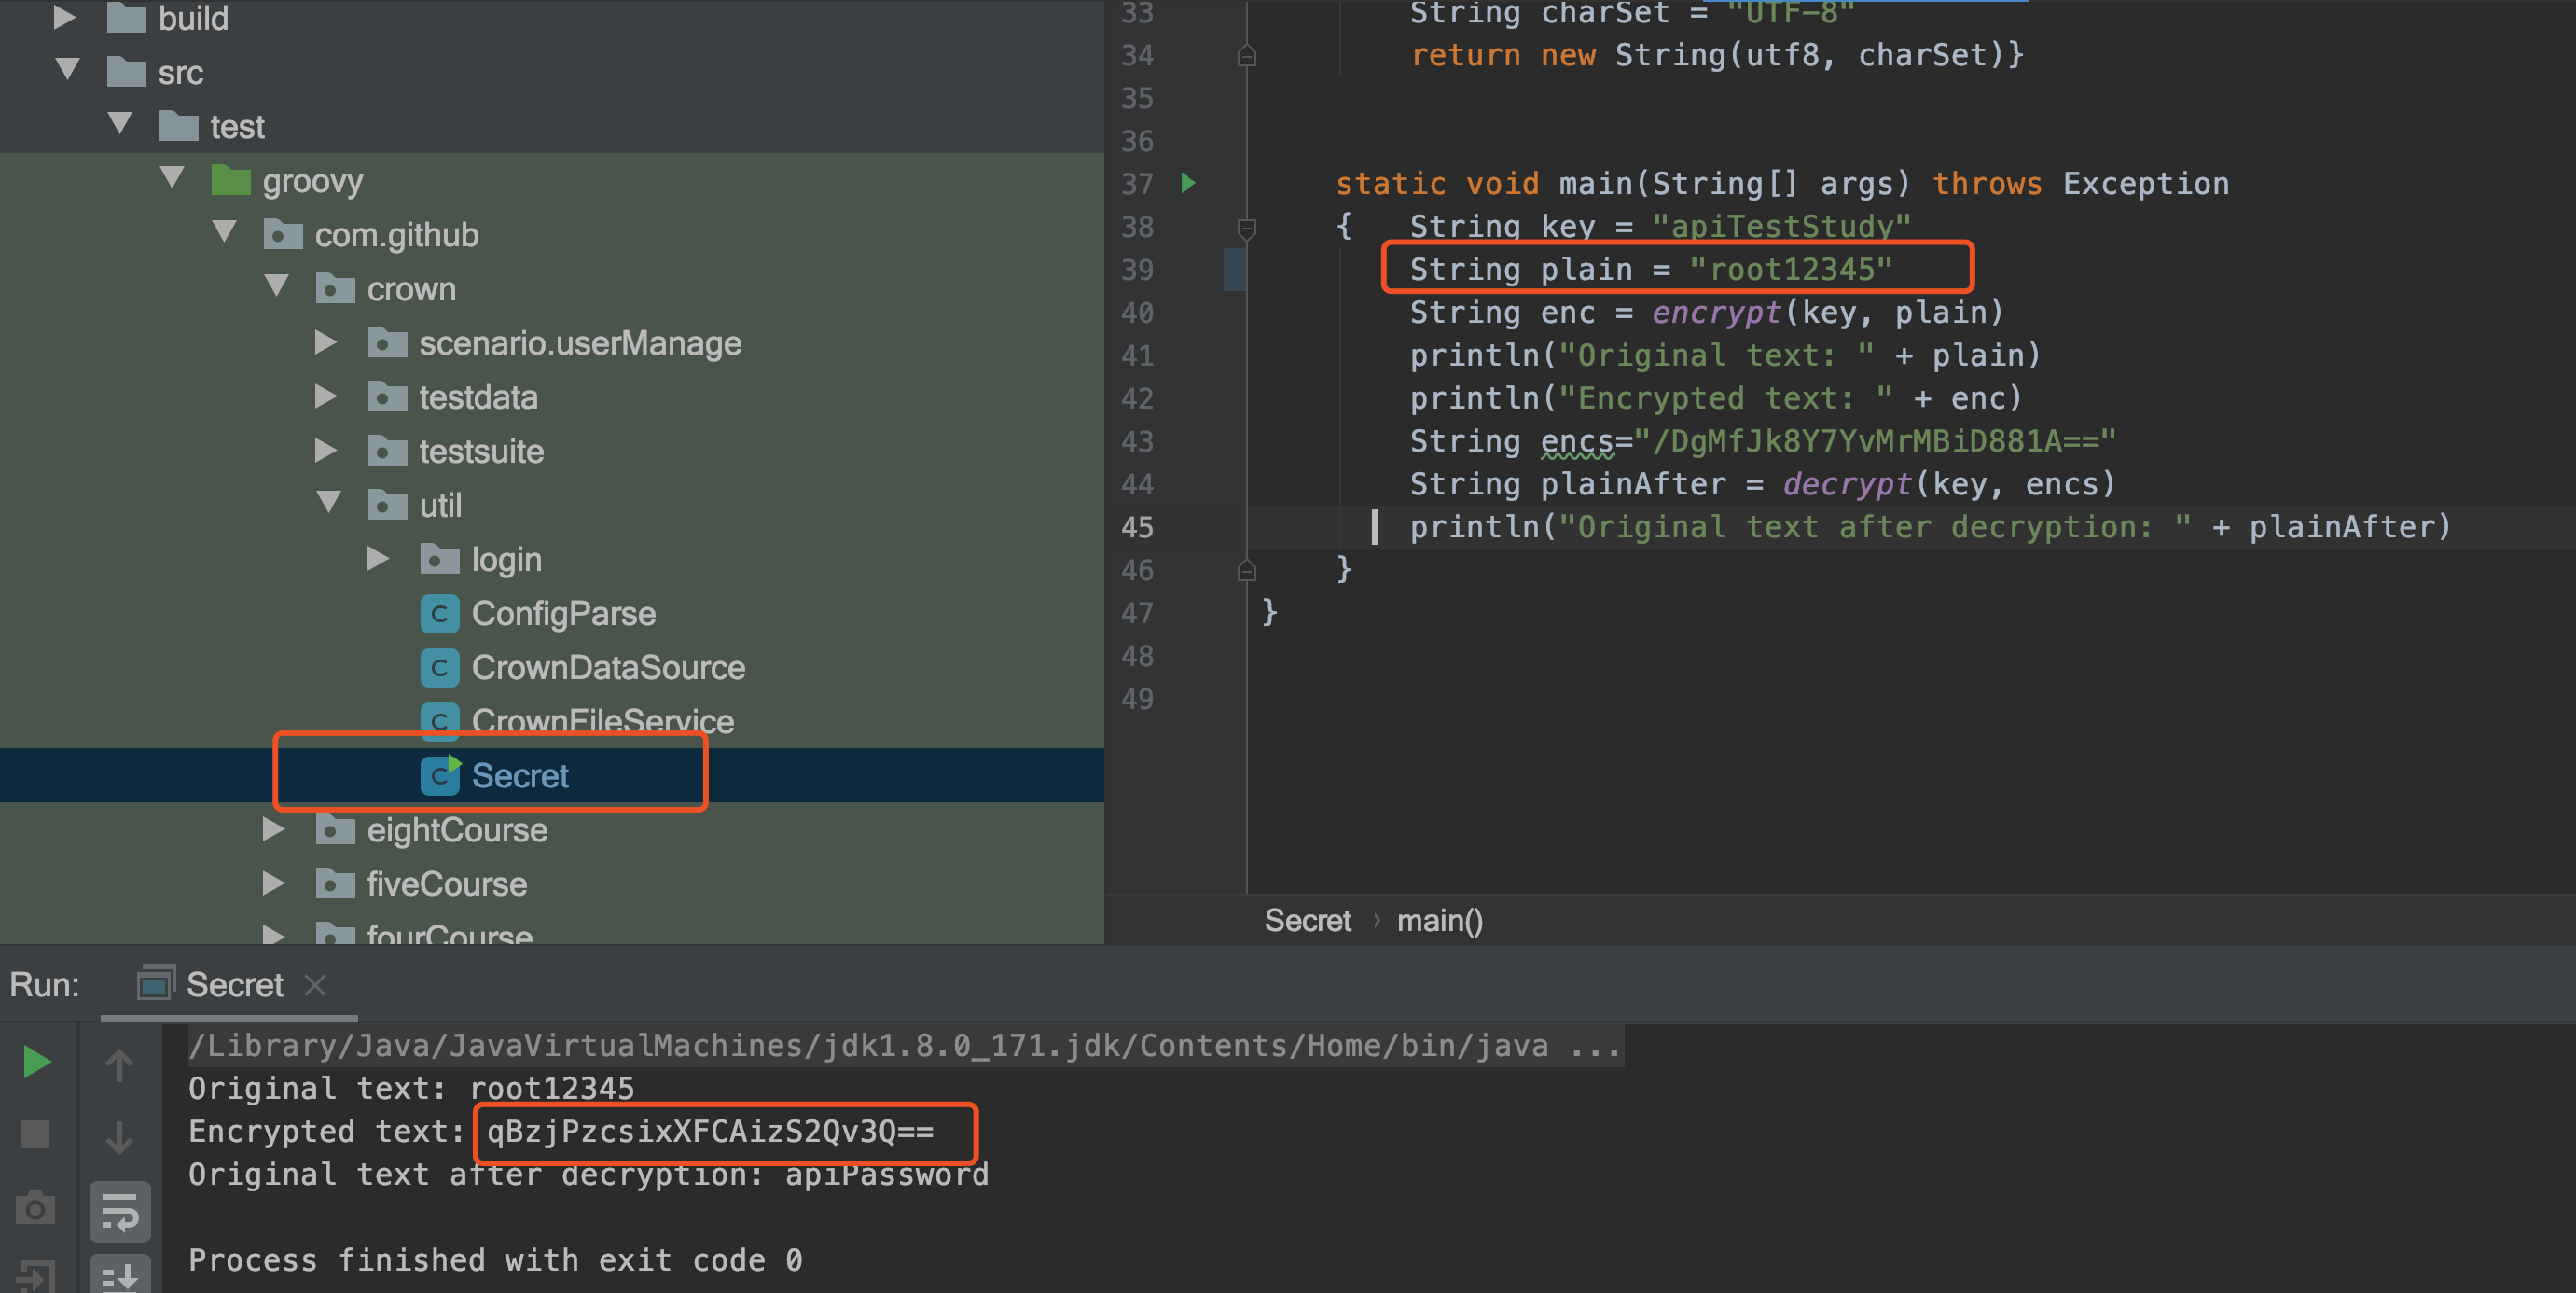 build
src
test
groovy
com.github
crown
scenario.userManage
testdata
testsuite
util
login
ConfigParse
CrownDataSource
CrownFileService
Secret
eightCourse
fiveCourse
fourCourse
33 String charSet = "UTF-8"
34 return new String(utf8, charSet)}
35
36
37 static void main(String[] args) throws Exception
38 { String key = "apiTestStudy"
39 String plain = "root12345"
40 String enc = encrypt(key, plain)
41 println("Original text: " + plain)
42 println("Encrypted text: " + enc)
43 String encs="/DgMfJk8Y7YvMrMBiD881A=="
44 String plainAfter = decrypt(key, encs)
45 println("Original text after decryption: " + plainAfter)
46 }
47 }
48
49
Secret › main()
Run: Secret
/Library/Java/JavaVirtualMachines/jdk1.8.0_171.jdk/Contents/Home/bin/java ...
Original text: root12345
Encrypted text: qBzjPzcsixXFCAizS2Qv3Q==
Original text after decryption: apiPassword
Process finished with exit code 0